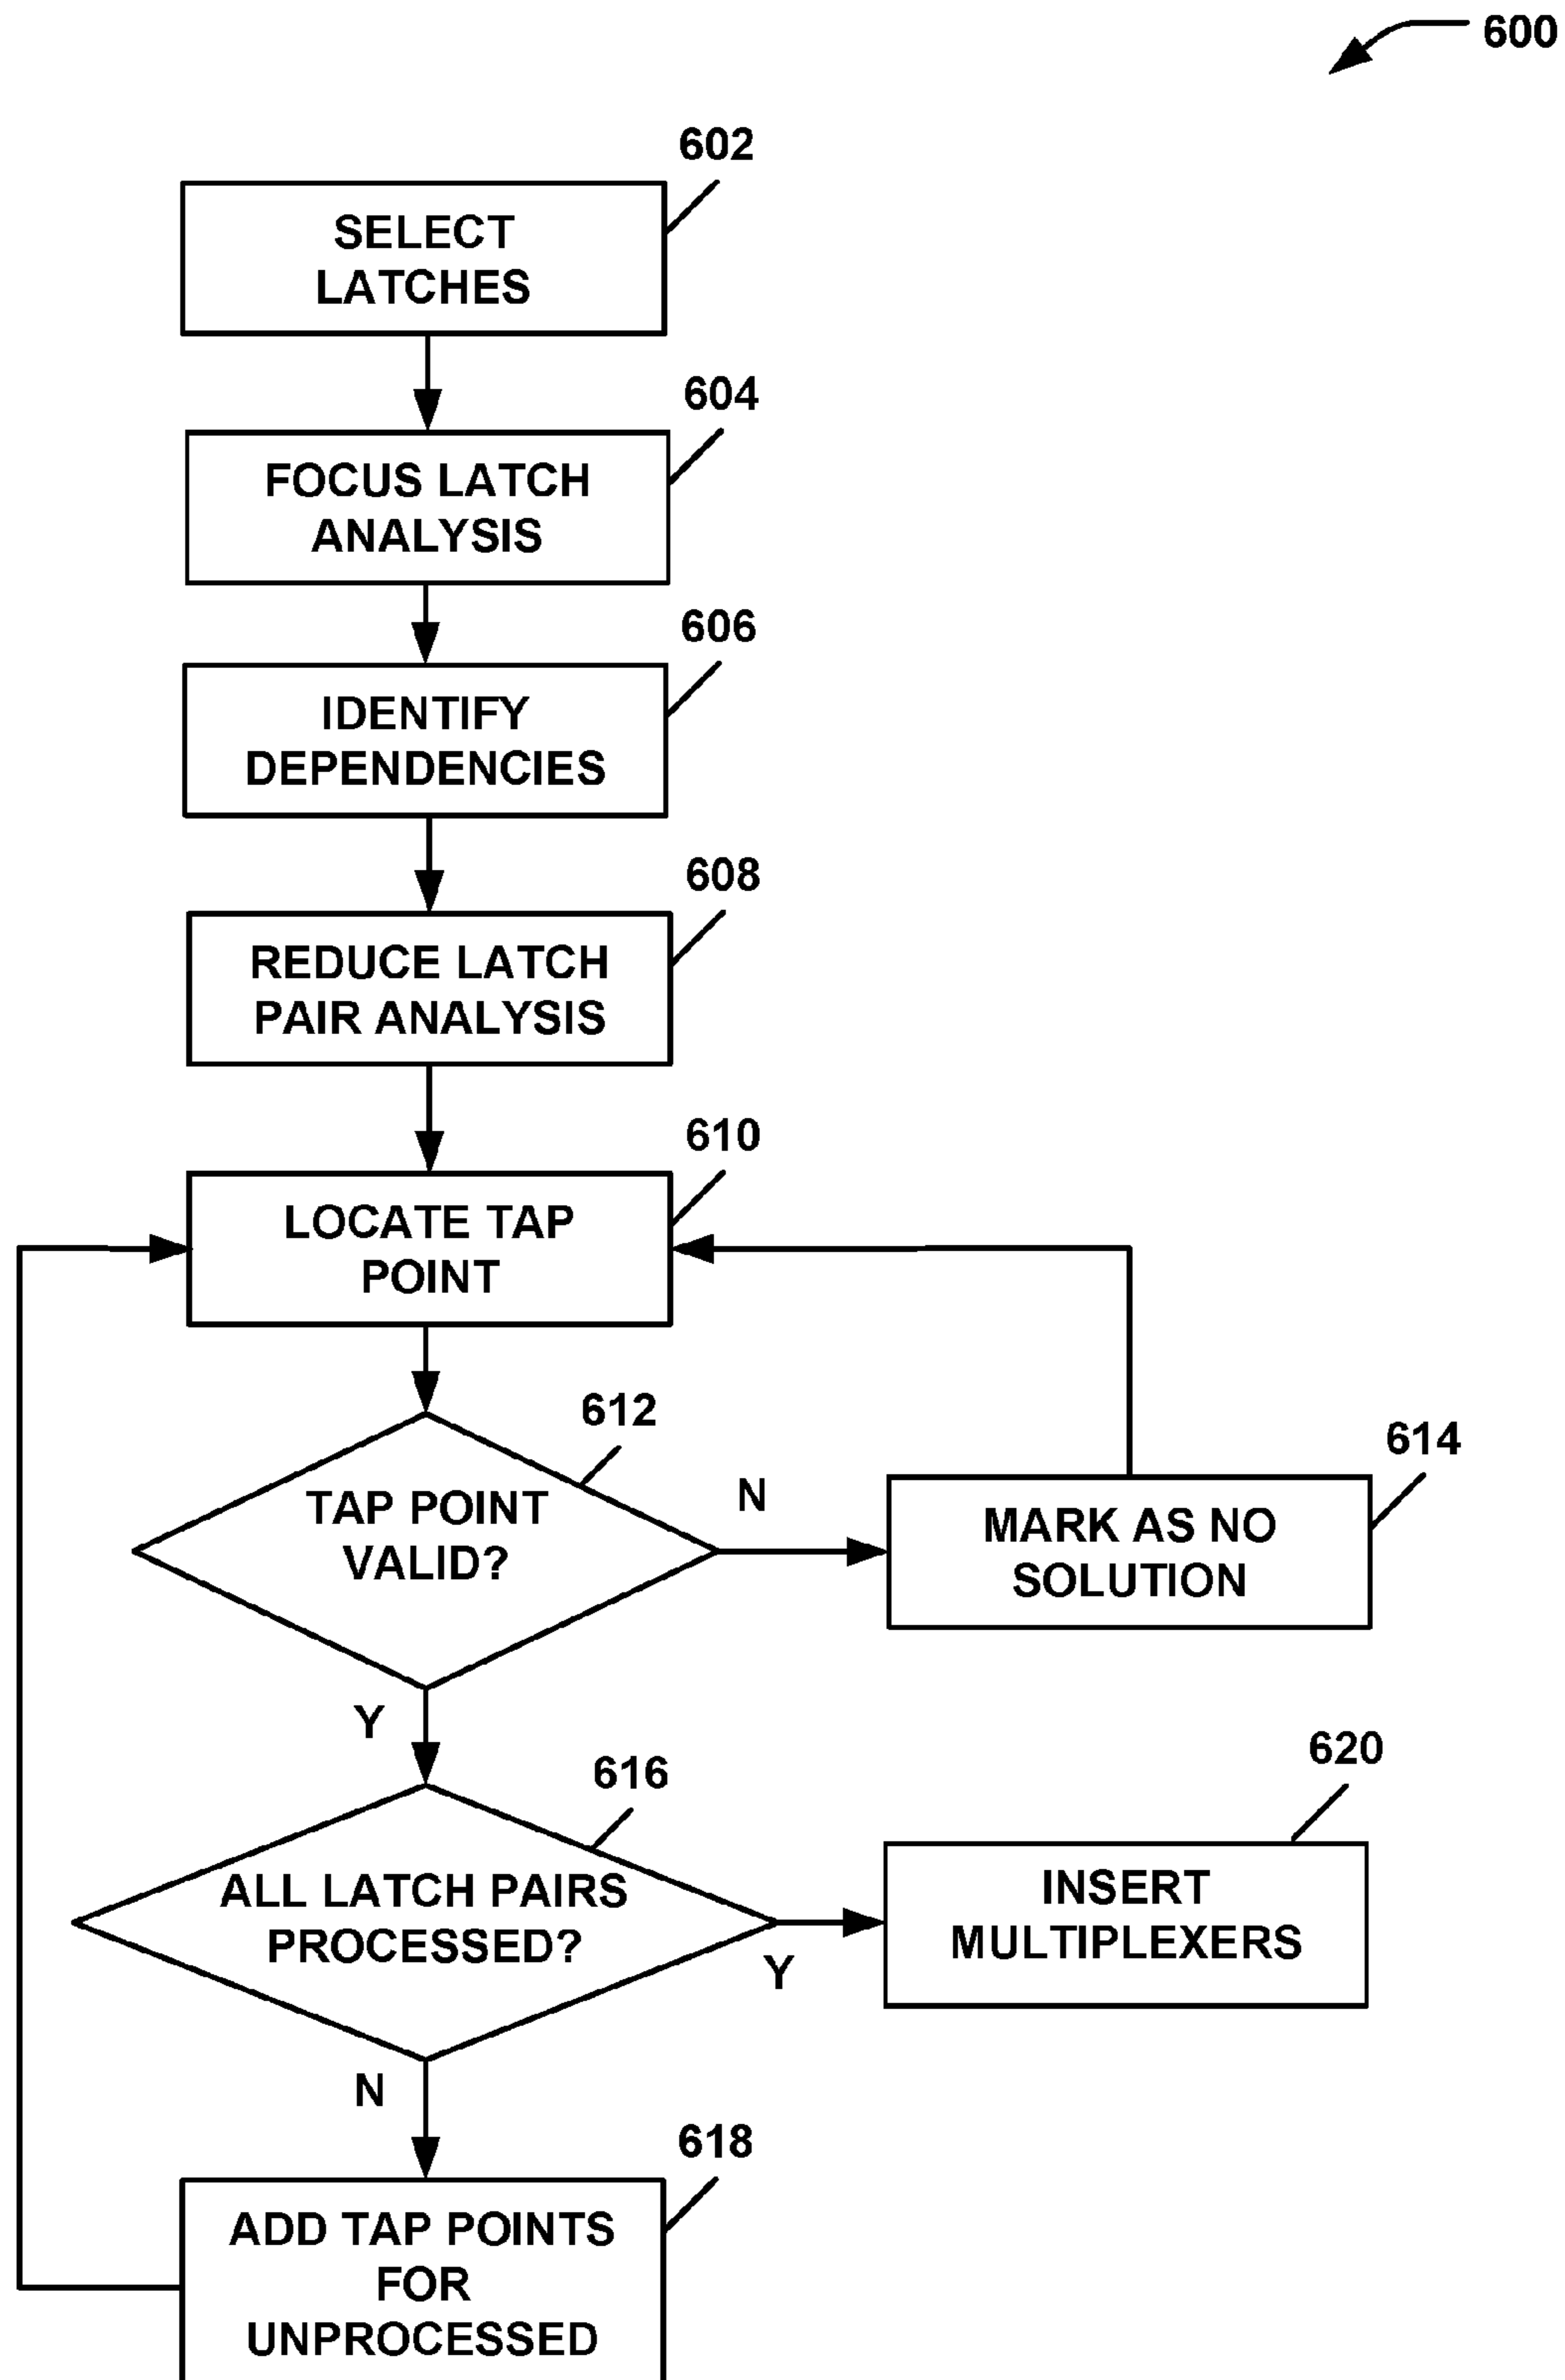 600
602
SELECT
LATCHES
604
FOCUS LATCH
ANALYSIS
606
IDENTIFY
DEPENDENCIES
608
REDUCE LATCH
PAIR ANALYSIS
610
LOCATE TAP
POINT
612
TAP POINT
VALID?
N
614
MARK AS NO
SOLUTION
Y
616
ALL LATCH PAIRS
PROCESSED?
Y
620
INSERT
MULTIPLEXERS
N
618
ADD TAP POINTS
FOR
UNPROCESSED